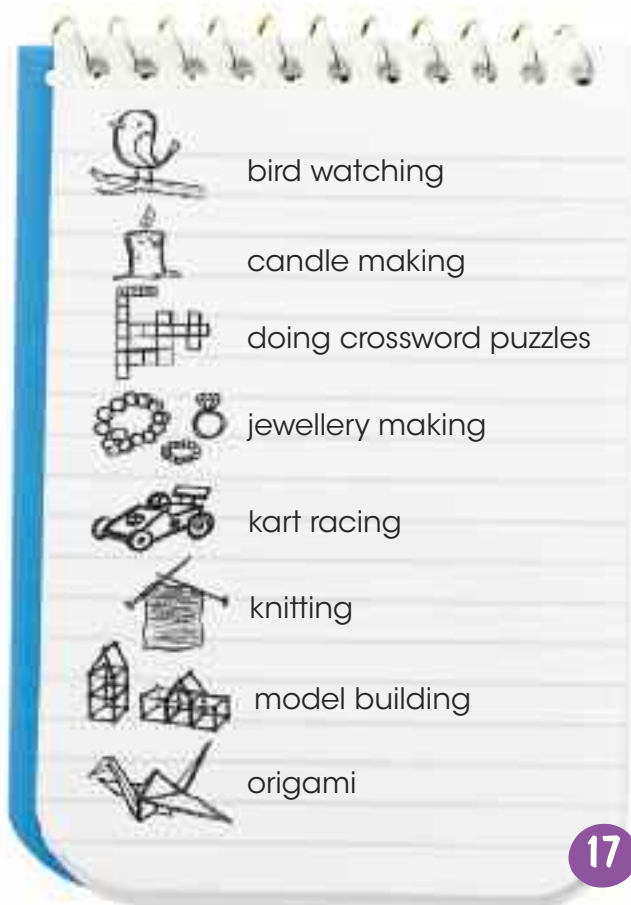 bird watching
candle making
doing crossword puzzles
jewellery making
kart racing
knitting
model building
origami
17